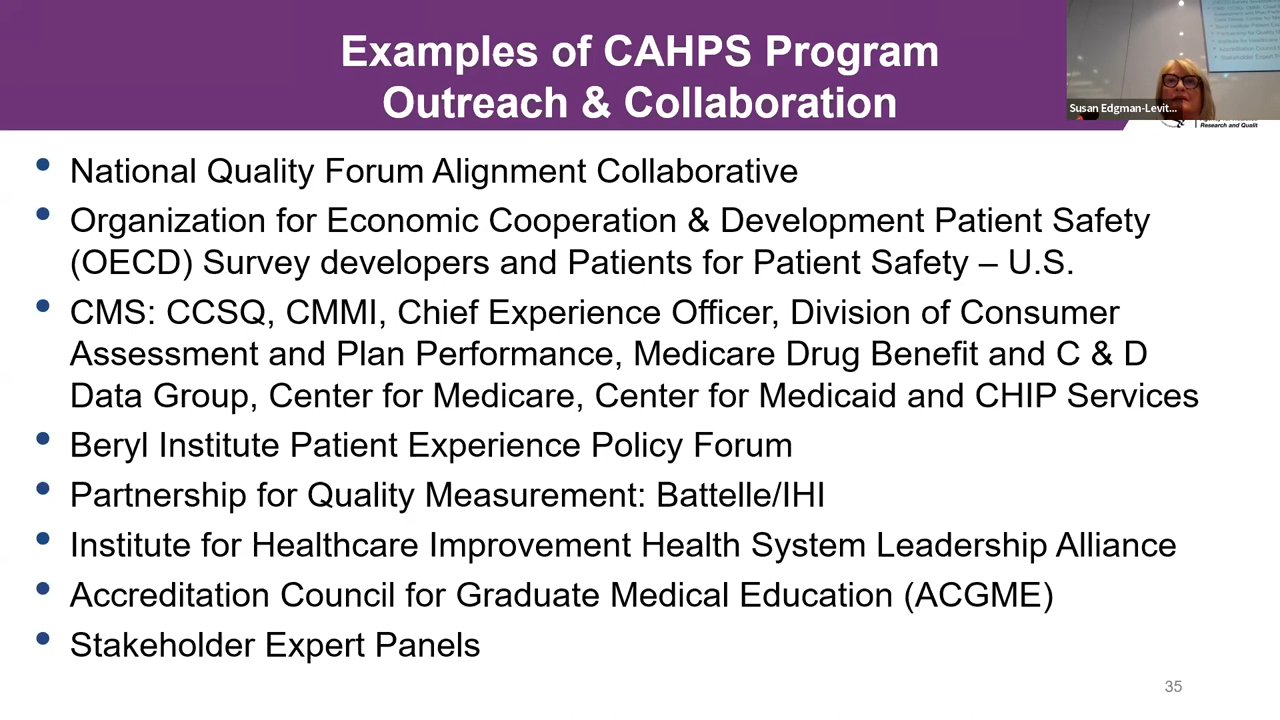 Examples of CAHPS Program
Outreach & Collaboration
Susan Edgman-Levit...
Research and Qualit
• National Quality Forum Alignment Collaborative
• Organization for Economic Cooperation & Development Patient Safety
(OECD) Survey developers and Patients for Patient Safety – U.S.
• CMS: CCSQ, CMMI, Chief Experience Officer, Division of Consumer
Assessment and Plan Performance, Medicare Drug Benefit and C & D
Data Group, Center for Medicare, Center for Medicaid and CHIP Services
• Beryl Institute Patient Experience Policy Forum
• Partnership for Quality Measurement: Battelle/IHI
• Institute for Healthcare Improvement Health System Leadership Alliance
• Accreditation Council for Graduate Medical Education (ACGME)
• Stakeholder Expert Panels
35